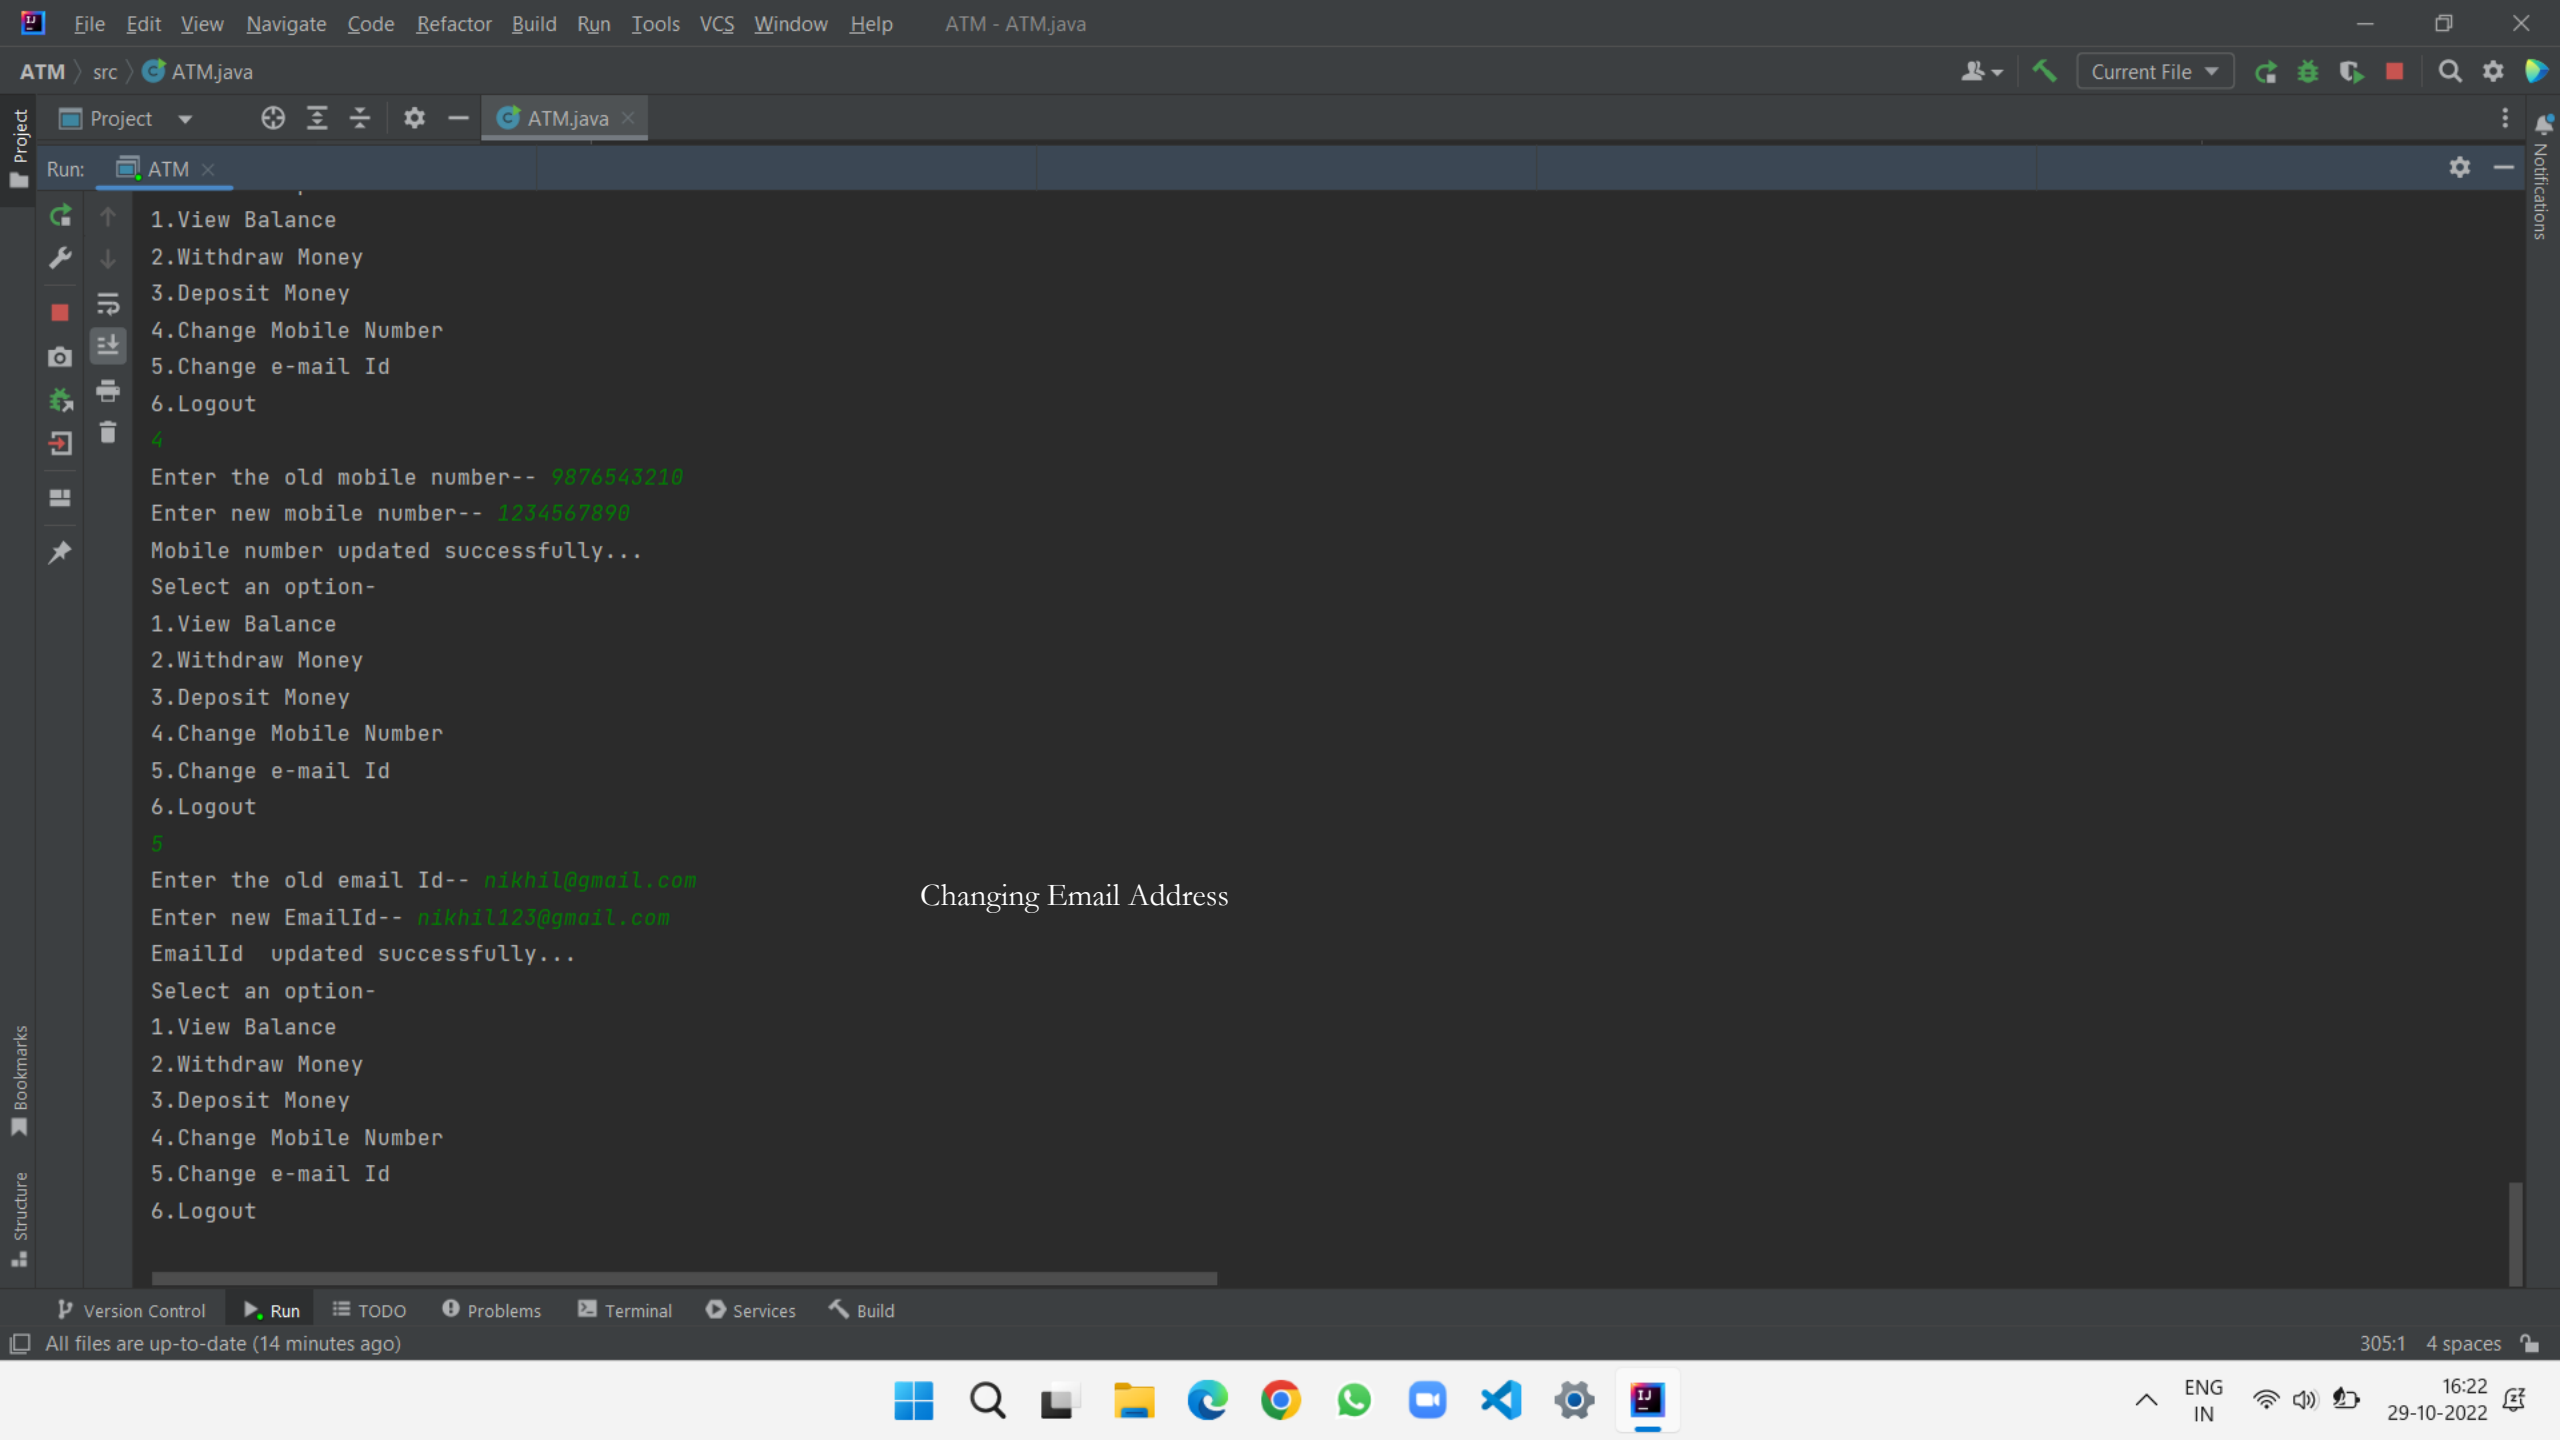 File Edit View Navigate Code Refactor Build Run Tools VCS Window Help ATM - ATM.java
ATM src ATM.java Current File
Project ATM.java
Project
Run: ATM
Notifications
1.View Balance
2.Withdraw Money
3.Deposit Money
4.Change Mobile Number
5.Change e-mail Id
6.Logout
4
Enter the old mobile number-- 9876543210
Enter new mobile number-- 1234567890
Mobile number updated successfully...
Select an option-
1.View Balance
2.Withdraw Money
3.Deposit Money
4.Change Mobile Number
5.Change e-mail Id
6.Logout
5
Enter the old email Id-- nikhil@gmail.com
Changing Email Address
Enter new EmailId-- nikhil123@gmail.com
EmailId  updated successfully...
Select an option-
1.View Balance
2.Withdraw Money
3.Deposit Money
4.Change Mobile Number
5.Change e-mail Id
6.Logout
Bookmarks
Structure
Version Control Run TODO Problems Terminal Services Build
All files are up-to-date (14 minutes ago) 305:1 4 spaces
ENG 16:22
IN 29-10-2022